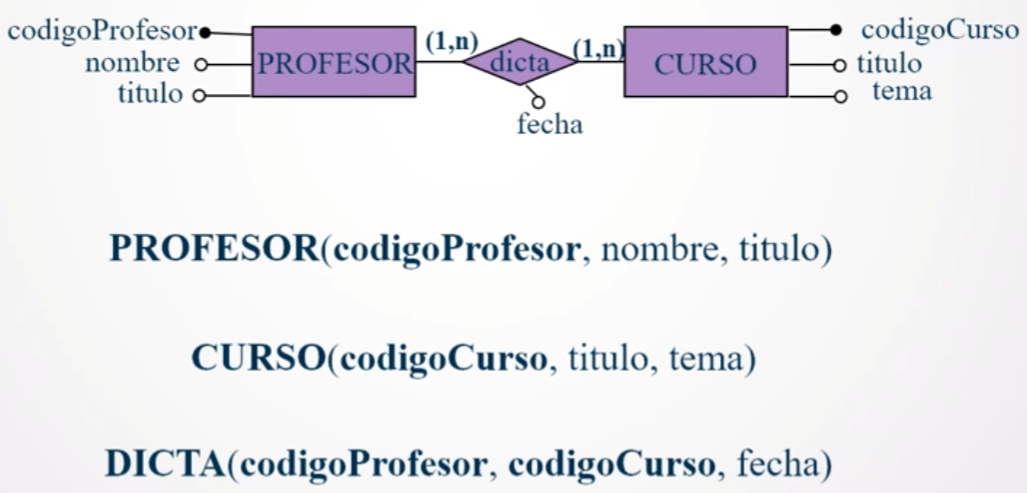 codigoProfesor
nombre
titulo
PROFESOR
(1,n)
dicta
(1,n)
fecha
CURSO
codigoCurso
titulo
tema
PROFESOR(codigoProfesor, nombre, titulo)
CURSO(codigoCurso, titulo, tema)
DICTA(codigoProfesor, codigoCurso, fecha)